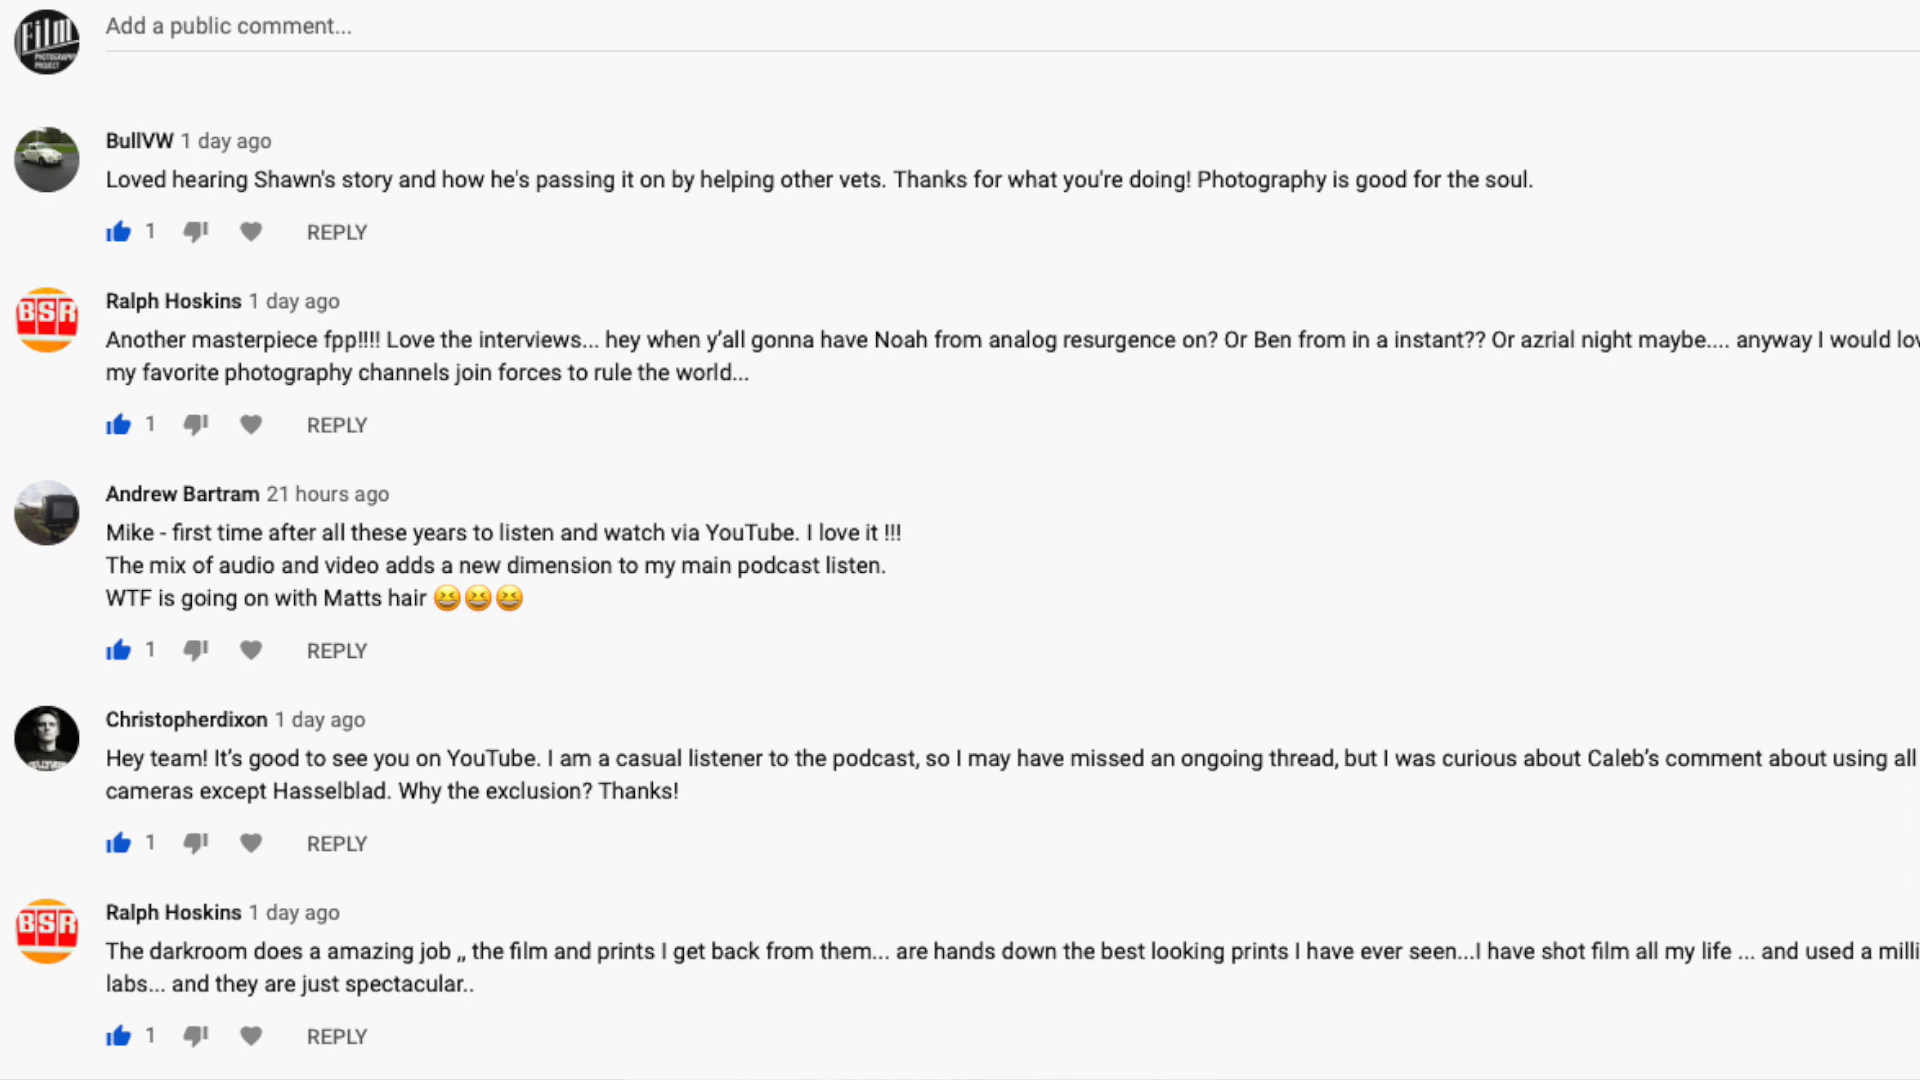 Film
PHOTOGRAPHY
PROJECT
Add a public comment...
BullVW 1 day ago
Loved hearing Shawn's story and how he's passing it on by helping other vets. Thanks for what you're doing! Photography is good for the soul.
1 REPLY
BSR
Ralph Hoskins 1 day ago
Another masterpiece fpp!!!! Love the interviews... hey when y’all gonna have Noah from analog resurgence on? Or Ben from in a instant?? Or azrial night maybe.... anyway I would lov
my favorite photography channels join forces to rule the world...
1 REPLY
Andrew Bartram 21 hours ago
Mike - first time after all these years to listen and watch via YouTube. I love it !!!
The mix of audio and video adds a new dimension to my main podcast listen.
WTF is going on with Matts hair 😆😆😆
1 REPLY
Christopherdixon 1 day ago
Hey team! It’s good to see you on YouTube. I am a casual listener to the podcast, so I may have missed an ongoing thread, but I was curious about Caleb’s comment about using all
cameras except Hasselblad. Why the exclusion? Thanks!
1 REPLY
BSR
Ralph Hoskins 1 day ago
The darkroom does a amazing job ,, the film and prints I get back from them... are hands down the best looking prints I have ever seen...I have shot film all my life ... and used a milli
labs... and they are just spectacular..
1 REPLY